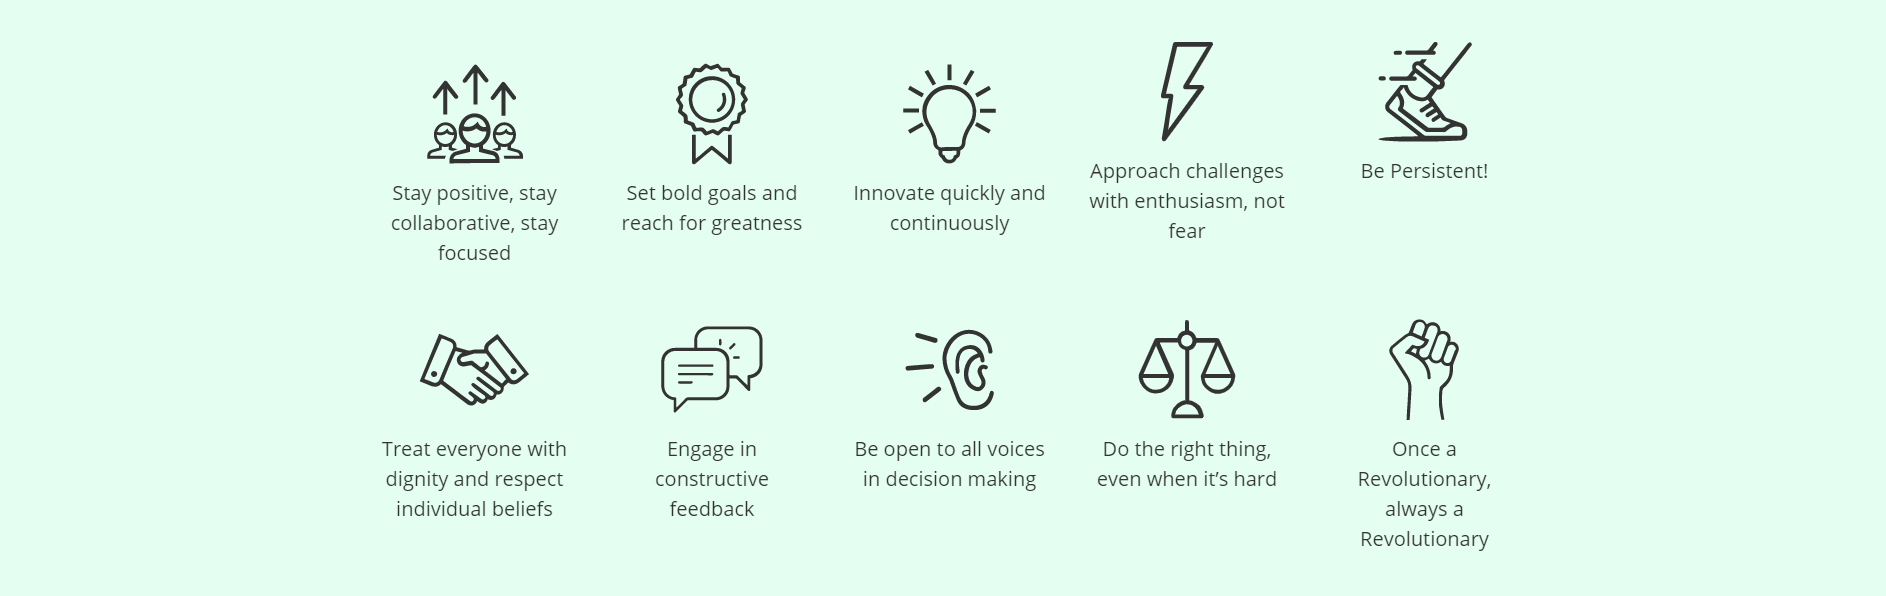 Stay positive, stay
collaborative, stay
focused
Set bold goals and
reach for greatness
Innovate quickly and
continuously
Approach challenges
with enthusiasm, not
fear
Be Persistent!
Treat everyone with
dignity and respect
individual beliefs
Engage in
constructive
feedback
Be open to all voices
in decision making
Do the right thing,
even when it’s hard
Once a
Revolutionary,
always a
Revolutionary